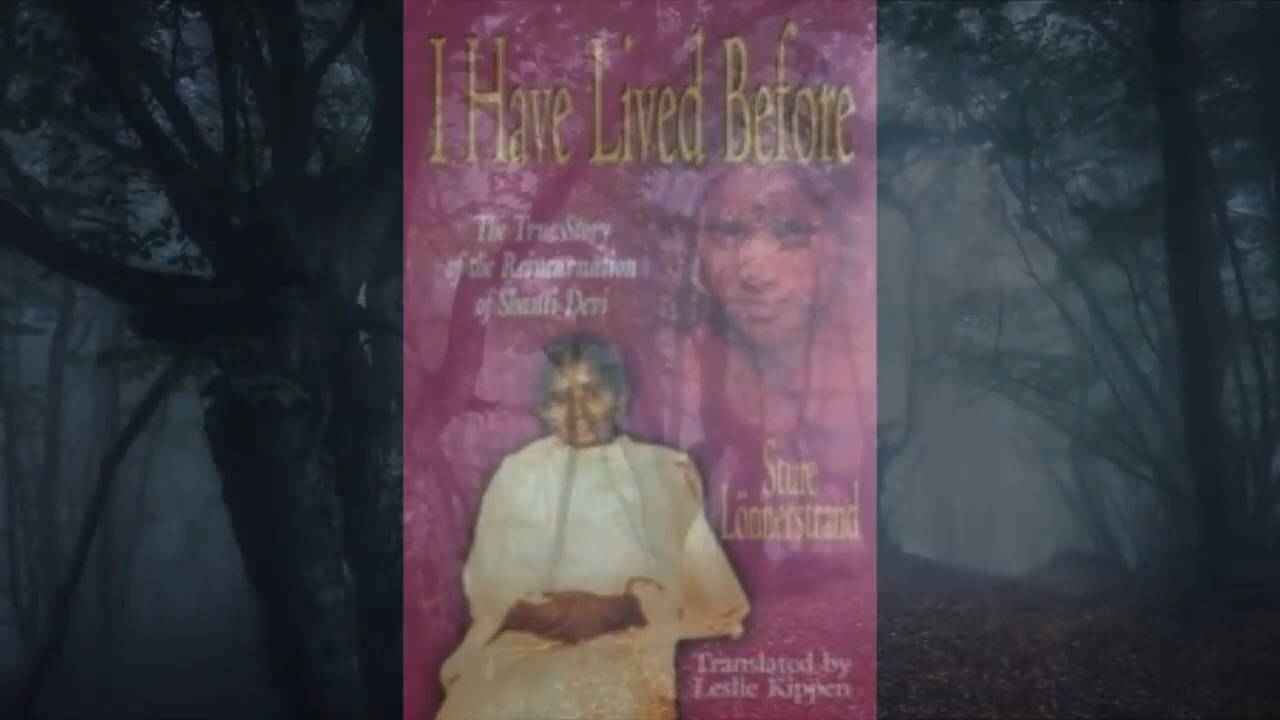 I Have Lived Before
The True Story
of the Reincarnation
of Shanti Devi
Sture
Lönnerstrand
Translated by
Leslie Kippen